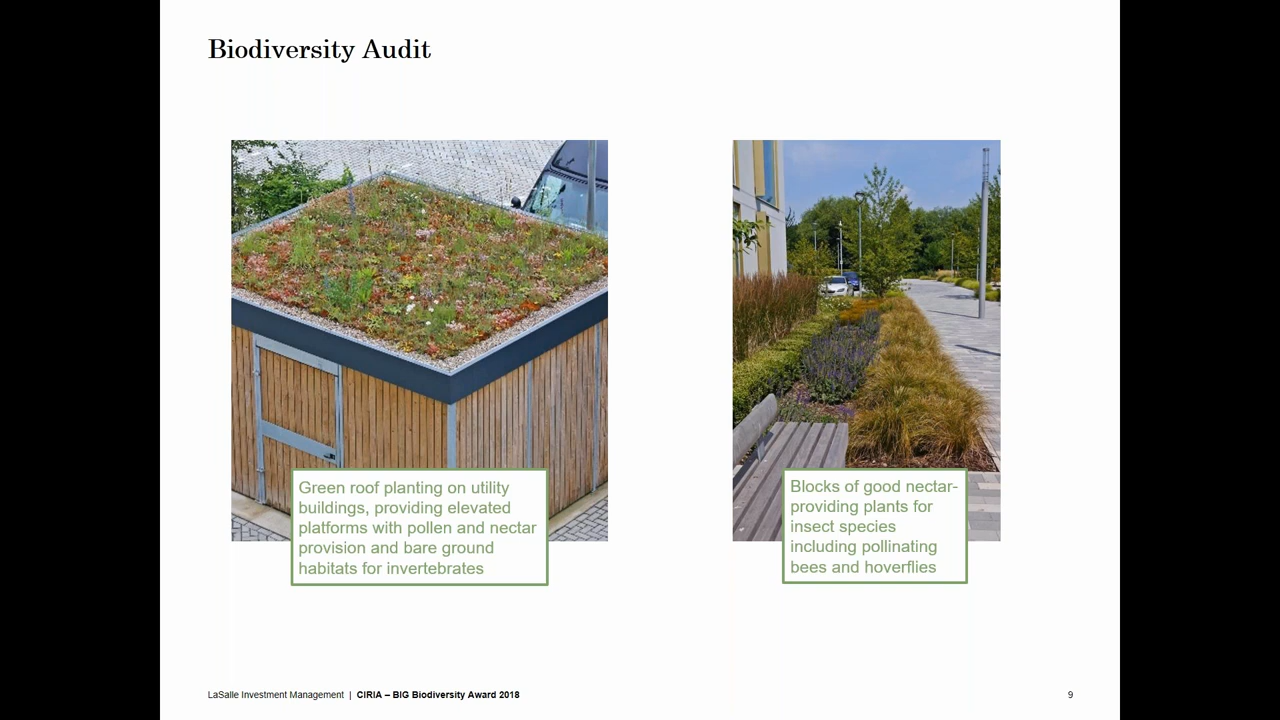 Biodiversity Audit
Green roof planting on utility
buildings, providing elevated
platforms with pollen and nectar
provision and bare ground
habitats for invertebrates
Blocks of good nectar-
providing plants for
insect species
including pollinating
bees and hoverflies
LaSalle Investment Management | CIRIA – BIG Biodiversity Award 2018
9